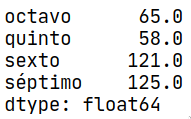 octavo 65.0
quinto 58.0
sexto 121.0
séptimo 125.0
dtype: float64